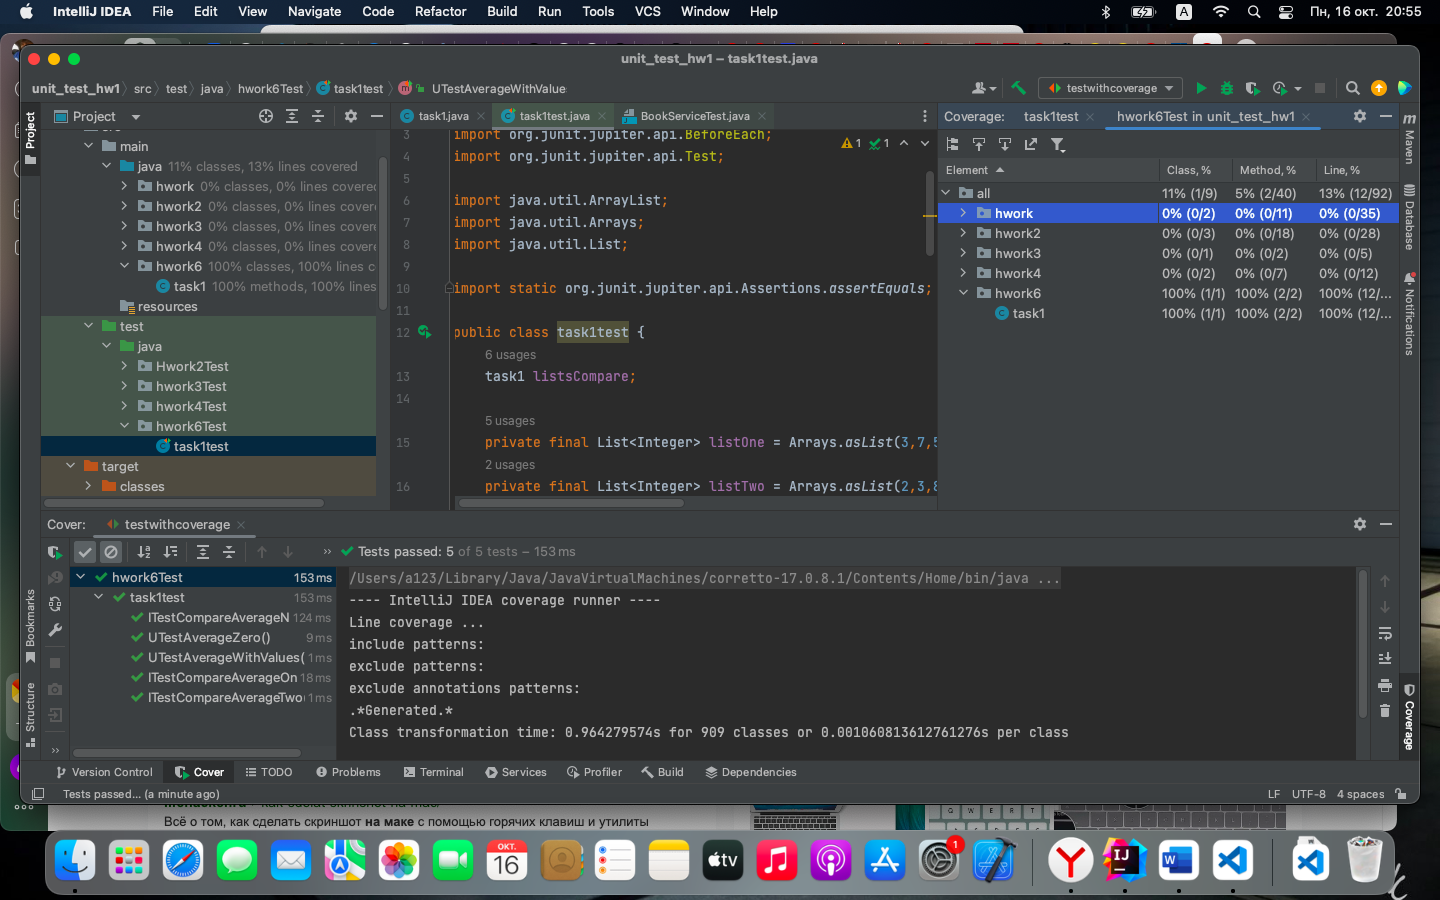 IntelliJ IDEA File Edit View Navigate Code Refactor Build Run Tools VCS Window Help A Пн, 16 окт. 20:55
unit_test_hw1 – task1test.java
unit_test_hw1 src test java hwork6Test task1test m UTestAverageWithValue testwithcoverage
Project
Project
main
java 11% classes, 13% lines covered
hwork 0% classes, 0% lines covered
hwork2 0% classes, 0% lines cover
hwork3 0% classes, 0% lines cover
hwork4 0% classes, 0% lines cover
hwork6 100% classes, 100% lines c
task1 100% methods, 100% lines
resources
test
java
Hwork2Test
hwork3Test
hwork4Test
hwork6Test
task1test
target
classes
task1.java task1test.java BookServiceTest.java
1 1
3 import org.junit.jupiter.api.BeforeEach;
4 import org.junit.jupiter.api.Test;
5
6 import java.util.ArrayList;
7 import java.util.Arrays;
8 import java.util.List;
9
10 import static org.junit.jupiter.api.Assertions.assertEquals;
11
12 public class task1test {
6 usages
13 task1 listsCompare;
14
5 usages
15 private final List<Integer> listOne = Arrays.asList(3,7,5
2 usages
16 private final List<Integer> listTwo = Arrays.asList(2,3,8
Coverage: task1test hwork6Test in unit_test_hw1
Element Class, % Method, % Line, %
all 11% (1/9) 5% (2/40) 13% (12/92)
hwork 0% (0/2) 0% (0/11) 0% (0/35)
hwork2 0% (0/3) 0% (0/18) 0% (0/28)
hwork3 0% (0/1) 0% (0/2) 0% (0/5)
hwork4 0% (0/2) 0% (0/7) 0% (0/12)
hwork6 100% (1/1) 100% (2/2) 100% (12/...
task1 100% (1/1) 100% (2/2) 100% (12/...
m Maven
Database
Notifications
Coverage
Bookmarks
Structure
Cover: testwithcoverage
Tests passed: 5 of 5 tests – 153 ms
hwork6Test 153 ms
task1test 153 ms
ITestCompareAverageN 124 ms
UTestAverageZero() 9 ms
UTestAverageWithValues( 1 ms
ITestCompareAverageOn 18 ms
ITestCompareAverageTwo 1 ms
/Users/a123/Library/Java/JavaVirtualMachines/corretto-17.0.8.1/Contents/Home/bin/java ...
---- IntelliJ IDEA coverage runner ----
Line coverage ...
include patterns:
exclude patterns:
exclude annotations patterns:
.*Generated.*
Class transformation time: 0.964279574s for 909 classes or 0.001060813612761276s per class
Version Control Cover TODO Problems Terminal Services Profiler Build Dependencies
Tests passed... (a minute ago) LF UTF-8 4 spaces
Всё о том, как сделать скриншот на маке с помощью горячих клавиш и утилиты
ОКТ.
16
tv
1
IJ
W